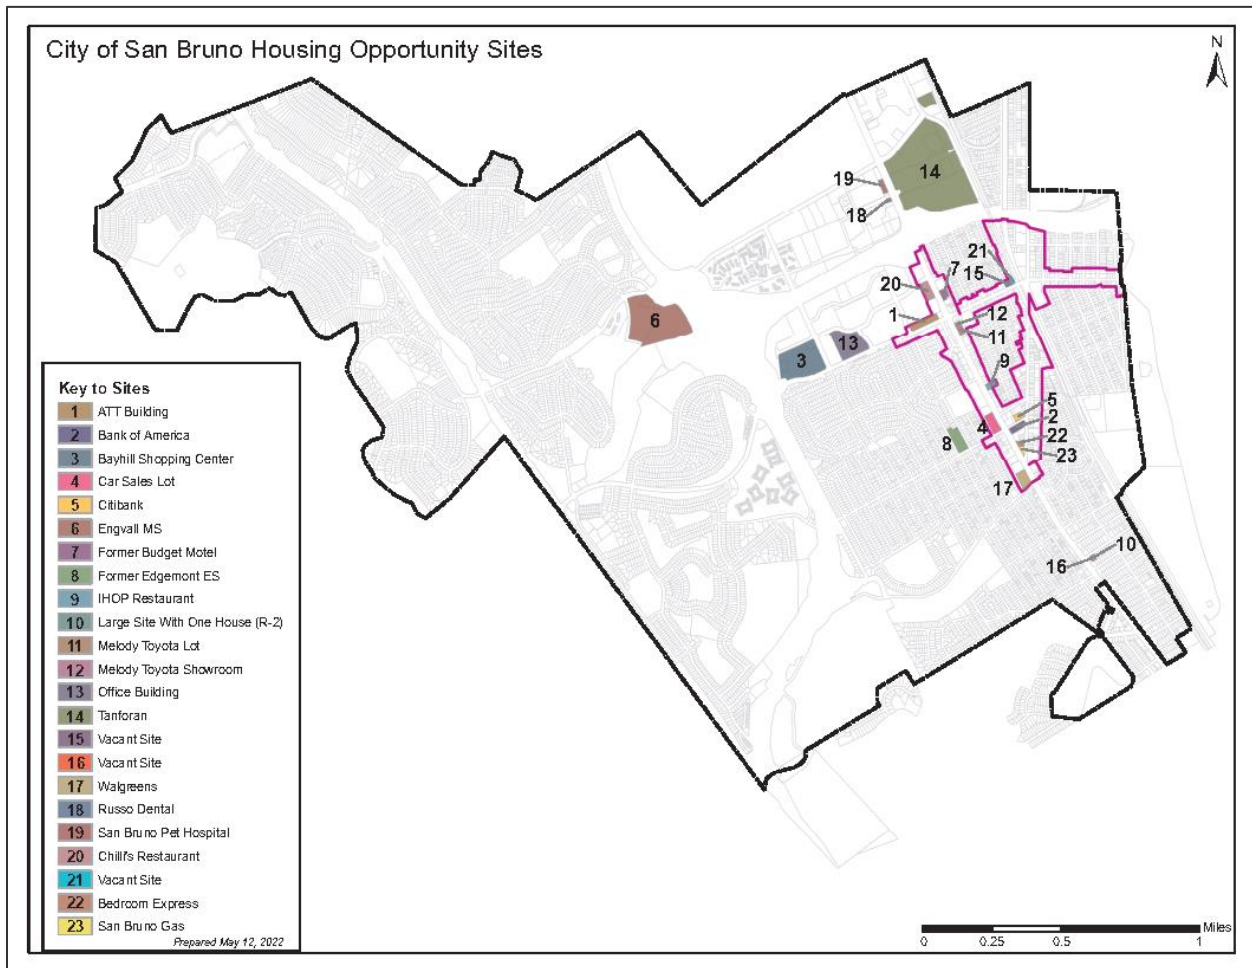 City of San Bruno Housing Opportunity Sites
N
14
19
18
21
7
15
20
12
1
11
6
13
3
9
5
2
4
22
8
23
17
10
16
Key to Sites
1 ATT Building
2 Bank of America
3 Bayhill Shopping Center
4 Car Sales Lot
5 Citibank
6 Engvall MS
7 Former Budget Motel
8 Former Edgemont ES
9 IHOP Restaurant
10 Large Site With One House (R-2)
11 Melody Toyota Lot
12 Melody Toyota Showroom
13 Office Building
14 Tanforan
15 Vacant Site
16 Vacant Site
17 Walgreens
18 Russo Dental
19 San Bruno Pet Hospital
20 Chili's Restaurant
21 Vacant Site
22 Bedroom Express
23 San Bruno Gas
Prepared May 12, 2022
Miles
0 0.25 0.5 1